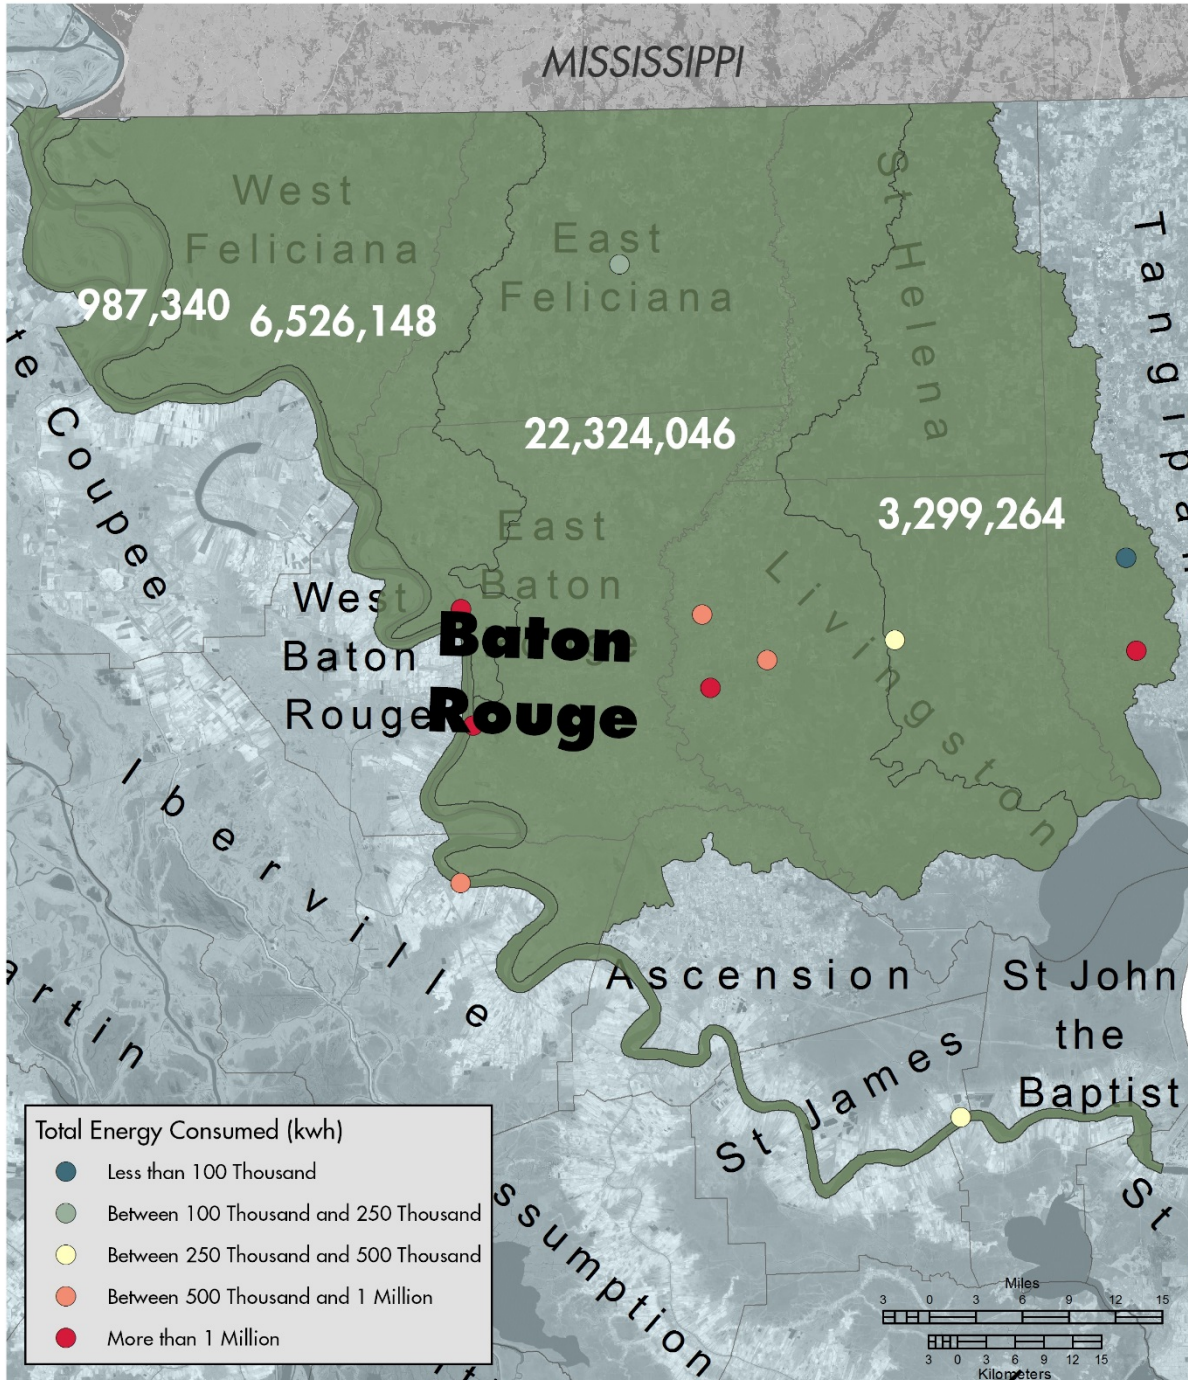 MISSISSIPPI
West
Feliciana
East
Feliciana
St Helena
987,340
6,526,148
22,324,046
3,299,264
te Coupee
East
Baton
West
Baton
Rouge
Baton
Rouge
Livingston
Iberville
artin
Ascension
St John
the
Baptist
St James
St
ssumption
Total Energy Consumed (kwh)
Less than 100 Thousand
Between 100 Thousand and 250 Thousand
Between 250 Thousand and 500 Thousand
Between 500 Thousand and 1 Million
More than 1 Million
Miles
3 0 3 6 9 12 15
3 0 3 6 9 12 15
Kilometers